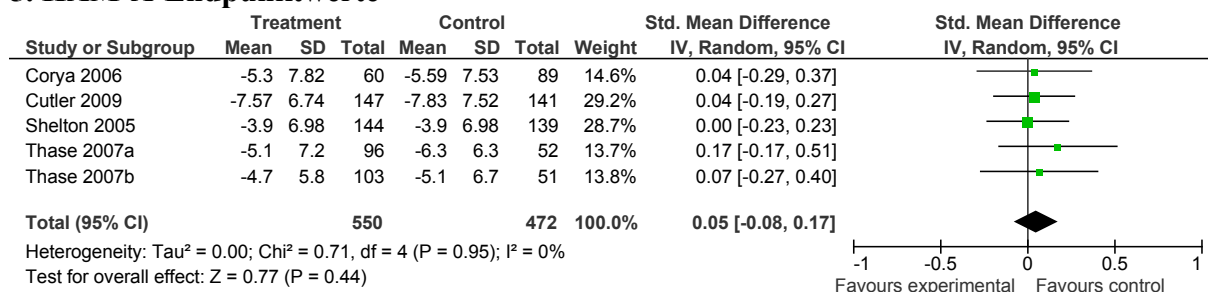 Treatment Control Std. Mean Difference Std. Mean Difference
Study or Subgroup Mean SD Total Mean SD Total Weight IV, Random, 95% CI IV, Random, 95% CI
Corya 2006 -5.3 7.82 60 -5.59 7.53 89 14.6% 0.04 [-0.29, 0.37]
Cutler 2009 -7.57 6.74 147 -7.83 7.52 141 29.2% 0.04 [-0.19, 0.27]
Shelton 2005 -3.9 6.98 144 -3.9 6.98 139 28.7% 0.00 [-0.23, 0.23]
Thase 2007a -5.1 7.2 96 -6.3 6.3 52 13.7% 0.17 [-0.17, 0.51]
Thase 2007b -4.7 5.8 103 -5.1 6.7 51 13.8% 0.07 [-0.27, 0.40]
Total (95% CI) 550 472 100.0% 0.05 [-0.08, 0.17]
Heterogeneity: Tau² = 0.00; Chi² = 0.71, df = 4 (P = 0.95); I² = 0%
Test for overall effect: Z = 0.77 (P = 0.44)
-1 -0.5 0 0.5 1
Favours experimental Favours control